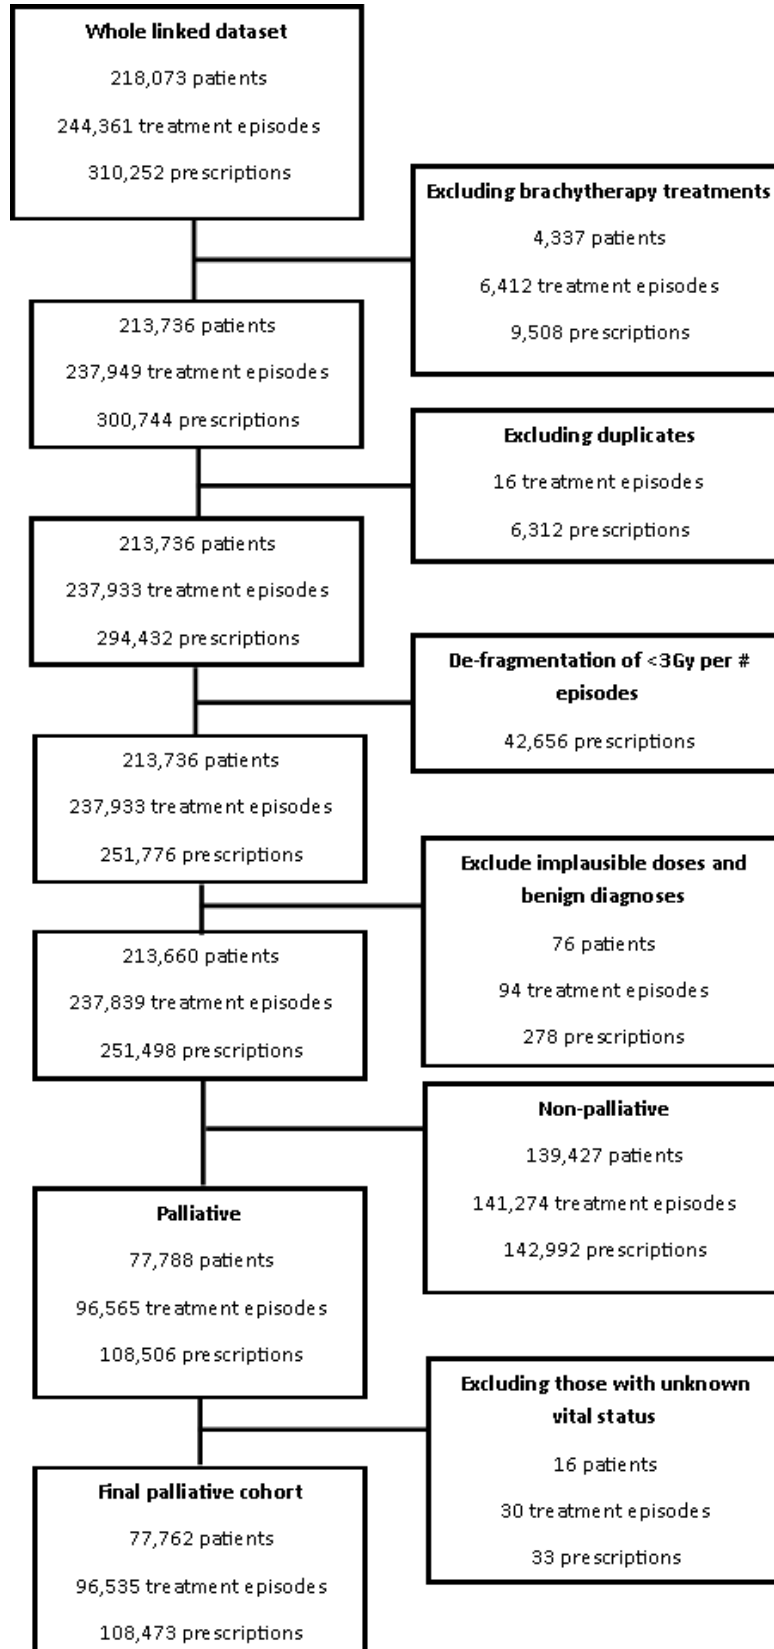 Whole linked dataset
218,073 patients
244,361 treatment episodes
310,252 prescriptions
Excluding brachytherapy treatments
4,337 patients
6,412 treatment episodes
9,508 prescriptions
213,736 patients
237,949 treatment episodes
300,744 prescriptions
Excluding duplicates
16 treatment episodes
6,312 prescriptions
213,736 patients
237,933 treatment episodes
294,432 prescriptions
De-fragmentation of <3Gy per #
episodes
42,656 prescriptions
213,736 patients
237,933 treatment episodes
251,776 prescriptions
Exclude implausible doses and
benign diagnoses
76 patients
94 treatment episodes
278 prescriptions
213,660 patients
237,839 treatment episodes
251,498 prescriptions
Non-palliative
139,427 patients
141,274 treatment episodes
142,992 prescriptions
Palliative
77,788 patients
96,565 treatment episodes
108,506 prescriptions
Excluding those with unknown
vital status
16 patients
30 treatment episodes
33 prescriptions
Final palliative cohort
77,762 patients
96,535 treatment episodes
108,473 prescriptions